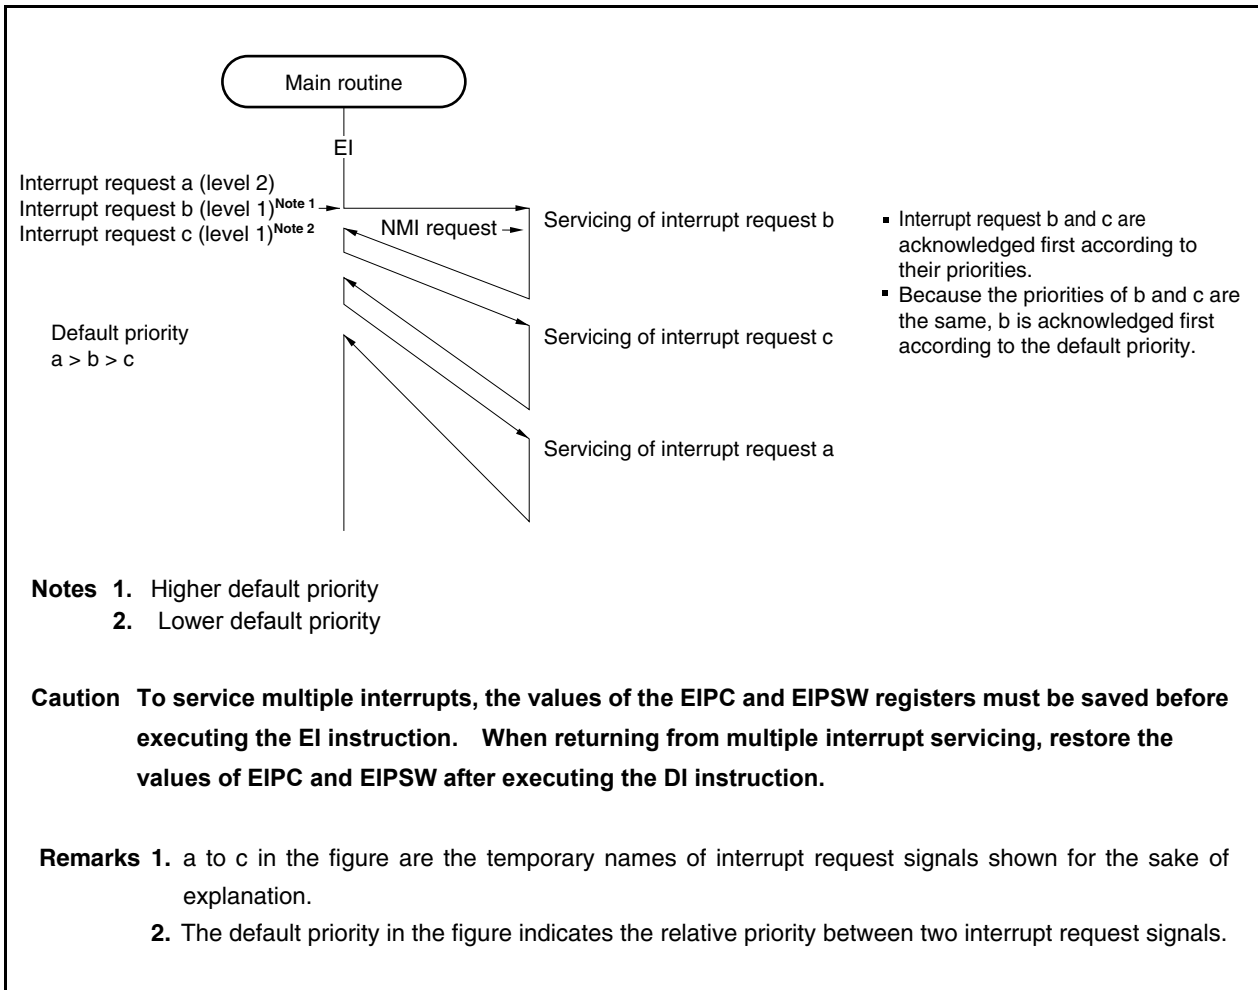 Main routine
EI
Interrupt request a (level 2)
Interrupt request b (level 1)Note 1
Interrupt request c (level 1)Note 2
NMI request
Servicing of interrupt request b
▪ Interrupt request b and c are
acknowledged first according to
their priorities.
▪ Because the priorities of b and c are
the same, b is acknowledged first
according to the default priority.
Default priority
a > b > c
Servicing of interrupt request c
Servicing of interrupt request a
Notes 1. Higher default priority
2. Lower default priority
Caution To service multiple interrupts, the values of the EIPC and EIPSW registers must be saved before
executing the EI instruction. When returning from multiple interrupt servicing, restore the
values of EIPC and EIPSW after executing the DI instruction.
Remarks 1. a to c in the figure are the temporary names of interrupt request signals shown for the sake of
explanation.
2. The default priority in the figure indicates the relative priority between two interrupt request signals.